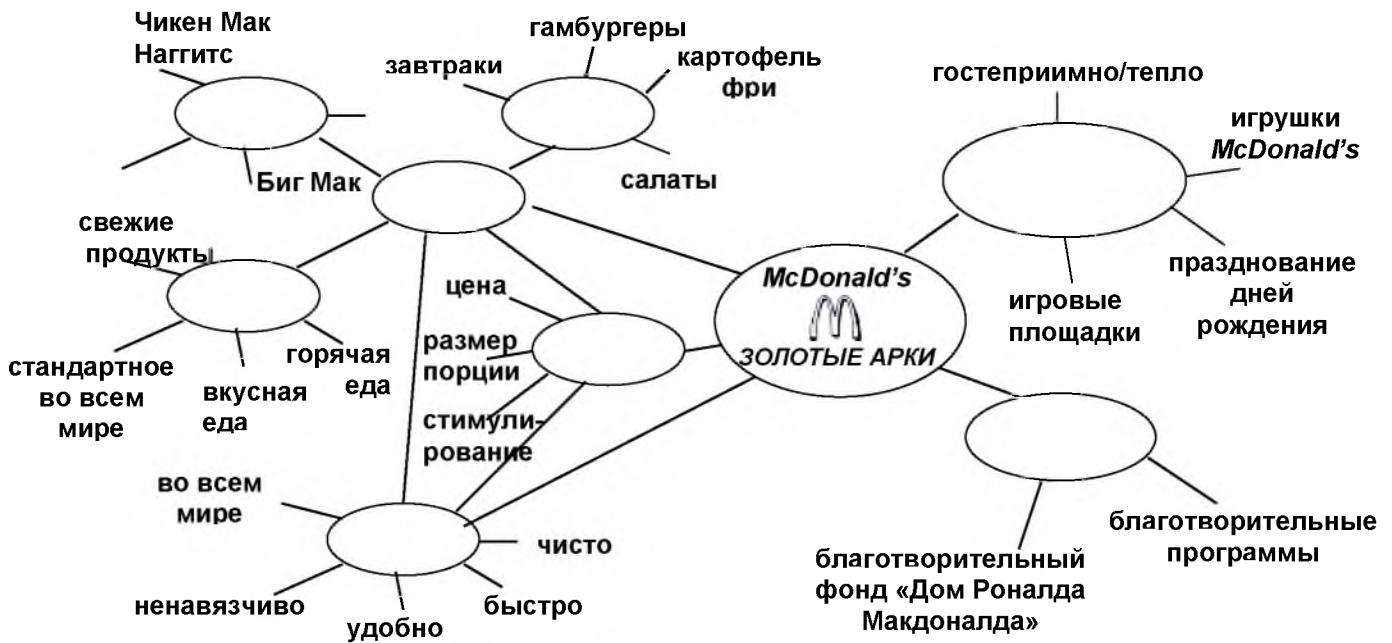 Чикен Мак
Наггитс
завтраки
гамбургеры
картофель
фри
салаты
Биг Мак
гостеприимно/тепло
игрушки
McDonald's
празднование
дней
рождения
игровые
площадки
свежие
продукты
стандартное
во всем
мире
вкусная
еда
горячая
еда
цена
размер
порции
стимули-
рование
McDonald's
ЗОЛОТЫЕ АРКИ
во всем
мире
ненавязчиво
удобно
быстро
чисто
благотворительный
фонд «Дом Роналда
Макдоналда»
благотворительные
программы